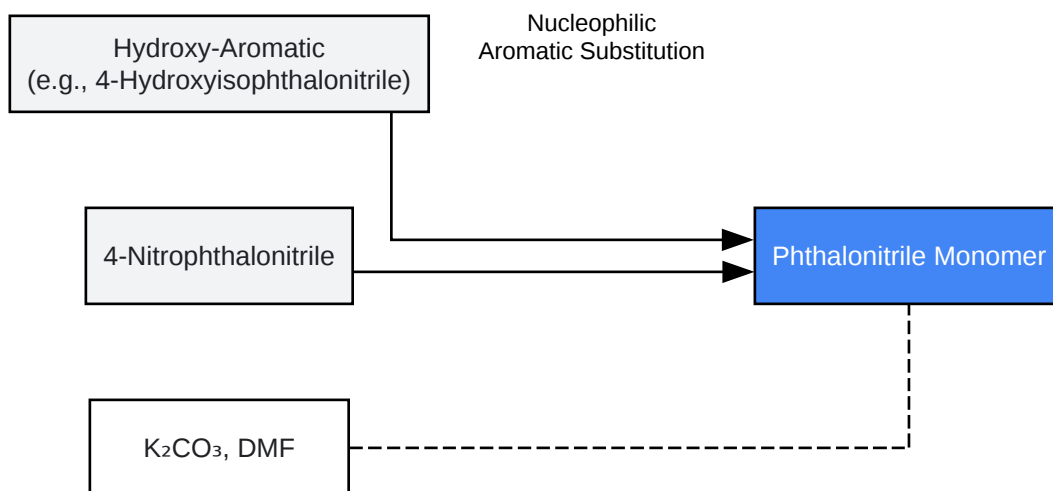 Hydroxy-Aromatic
(e.g., 4-Hydroxyisophthalonitrile)
Nucleophilic
Aromatic Substitution
4-Nitrophthalonitrile
Phthalonitrile Monomer
K₂CO₃, DMF